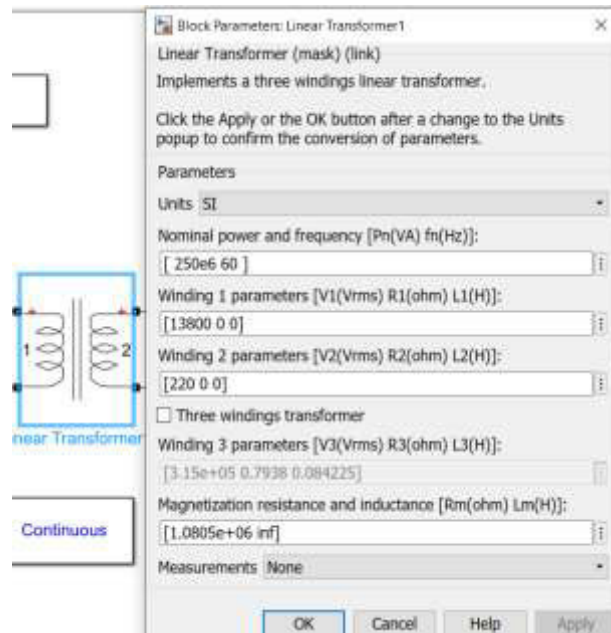 Block Parameters: Linear Transformer1
Linear Transformer (mask) (link)
Implements a three windings linear transformer.
Click the Apply or the OK button after a change to the Units
popup to confirm the conversion of parameters.
Parameters
Units SI
Nominal power and frequency [Pn(VA) fn(Hz)]:
[ 250e6 60 ]
Winding 1 parameters [V1(Vrms) R1(ohm) L1(H)]:
[13800 0 0]
Winding 2 parameters [V2(Vrms) R2(ohm) L2(H)]:
[220 0 0]
Three windings transformer
Winding 3 parameters [V3(Vrms) R3(ohm) L3(H)]:
[3.15e+05 0.7938 0.084225]
Magnetization resistance and inductance [Rm(ohm) Lm(H)]:
[1.0805e+06 inf]
Measurements None
OK Cancel Help Apply
1 2
near Transformer
Continuous